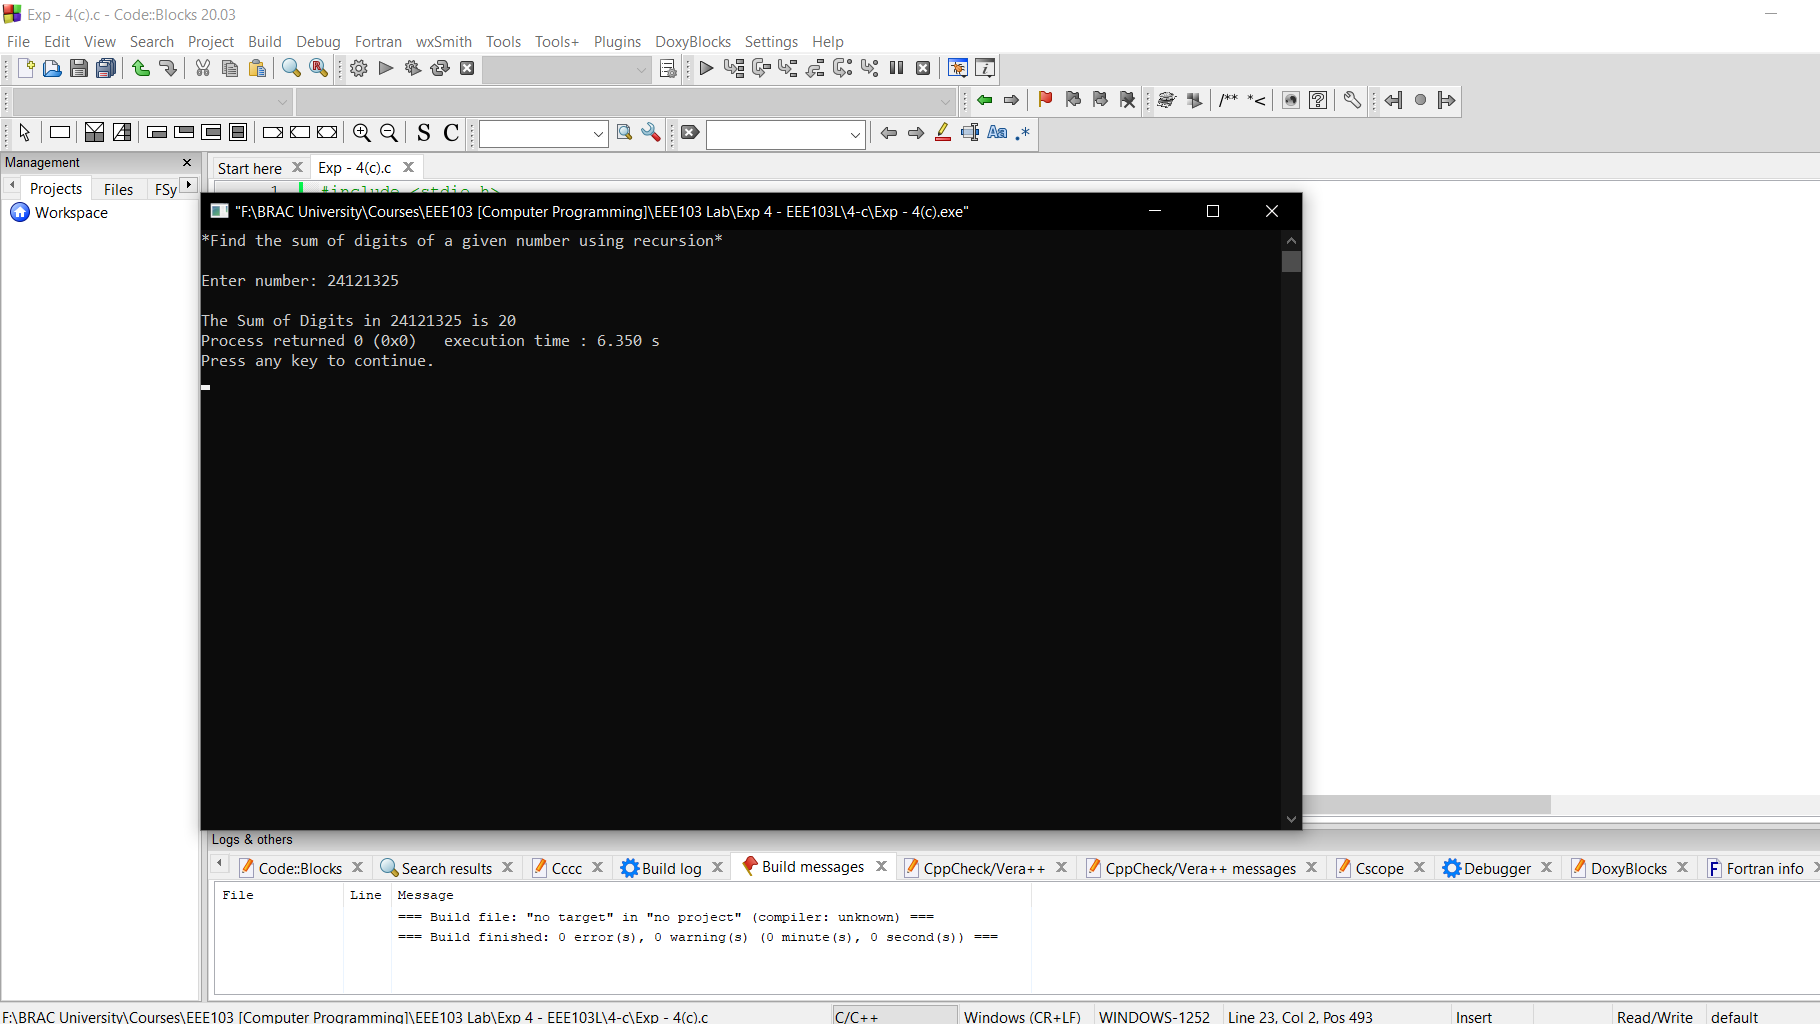 Exp - 4(c).c - Code::Blocks 20.03
File Edit View Search Project Build Debug Fortran wxSmith Tools Tools+ Plugins DoxyBlocks Settings Help
/** *<
S C
Aa .*
Management
Start here Exp - 4(c).c
Projects Files FSy
1 #include <stdio.h>
Workspace
"F:\BRAC University\Courses\EEE103 [Computer Programming]\EEE103 Lab\Exp 4 - EEE103L\4-c\Exp - 4(c).exe"
*Find the sum of digits of a given number using recursion*
Enter number: 24121325
The Sum of Digits in 24121325 is 20
Process returned 0 (0x0) execution time : 6.350 s
Press any key to continue.
Logs & others
Code::Blocks Search results Cccc Build log Build messages CppCheck/Vera++ CppCheck/Vera++ messages Cscope Debugger DoxyBlocks Fortran info
File Line Message
=== Build file: "no target" in "no project" (compiler: unknown) ===
=== Build finished: 0 error(s), 0 warning(s) (0 minute(s), 0 second(s)) ===
F:\BRAC University\Courses\EEE103 [Computer Programming]\EEE103 Lab\Exp 4 - EEE103L\4-c\Exp - 4(c).c C/C++ Windows (CR+LF) WINDOWS-1252 Line 23, Col 2, Pos 493 Insert Read/Write default